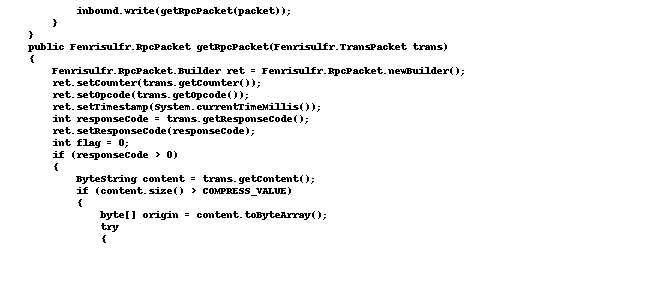 inbound.write(getRpcPacket(packet));
}
}
public Fenrisulfr.RpcPacket getRpcPacket(Fenrisulfr.TransPacket trans)
{
Fenrisulfr.RpcPacket.Builder ret = Fenrisulfr.RpcPacket.newBuilder();
ret.setCounter(trans.getCounter());
ret.setOpcode(trans.getOpcode());
ret.setTimestamp(System.currentTimeMillis());
int responseCode = trans.getResponseCode();
ret.setResponseCode(responseCode);
int flag = 0;
if (responseCode > 0)
{
ByteString content = trans.getContent();
if (content.size() > COMPRESS_VALUE)
{
byte[] origin = content.toByteArray();
try
{